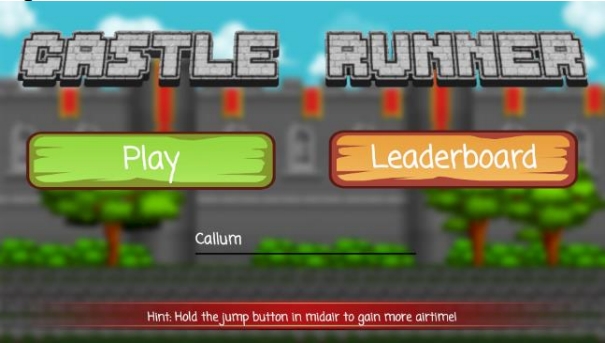 CASTLE RUNNER
Play
Leaderboard
Callum
Hint: Hold the jump button in midair to gain more airtime!